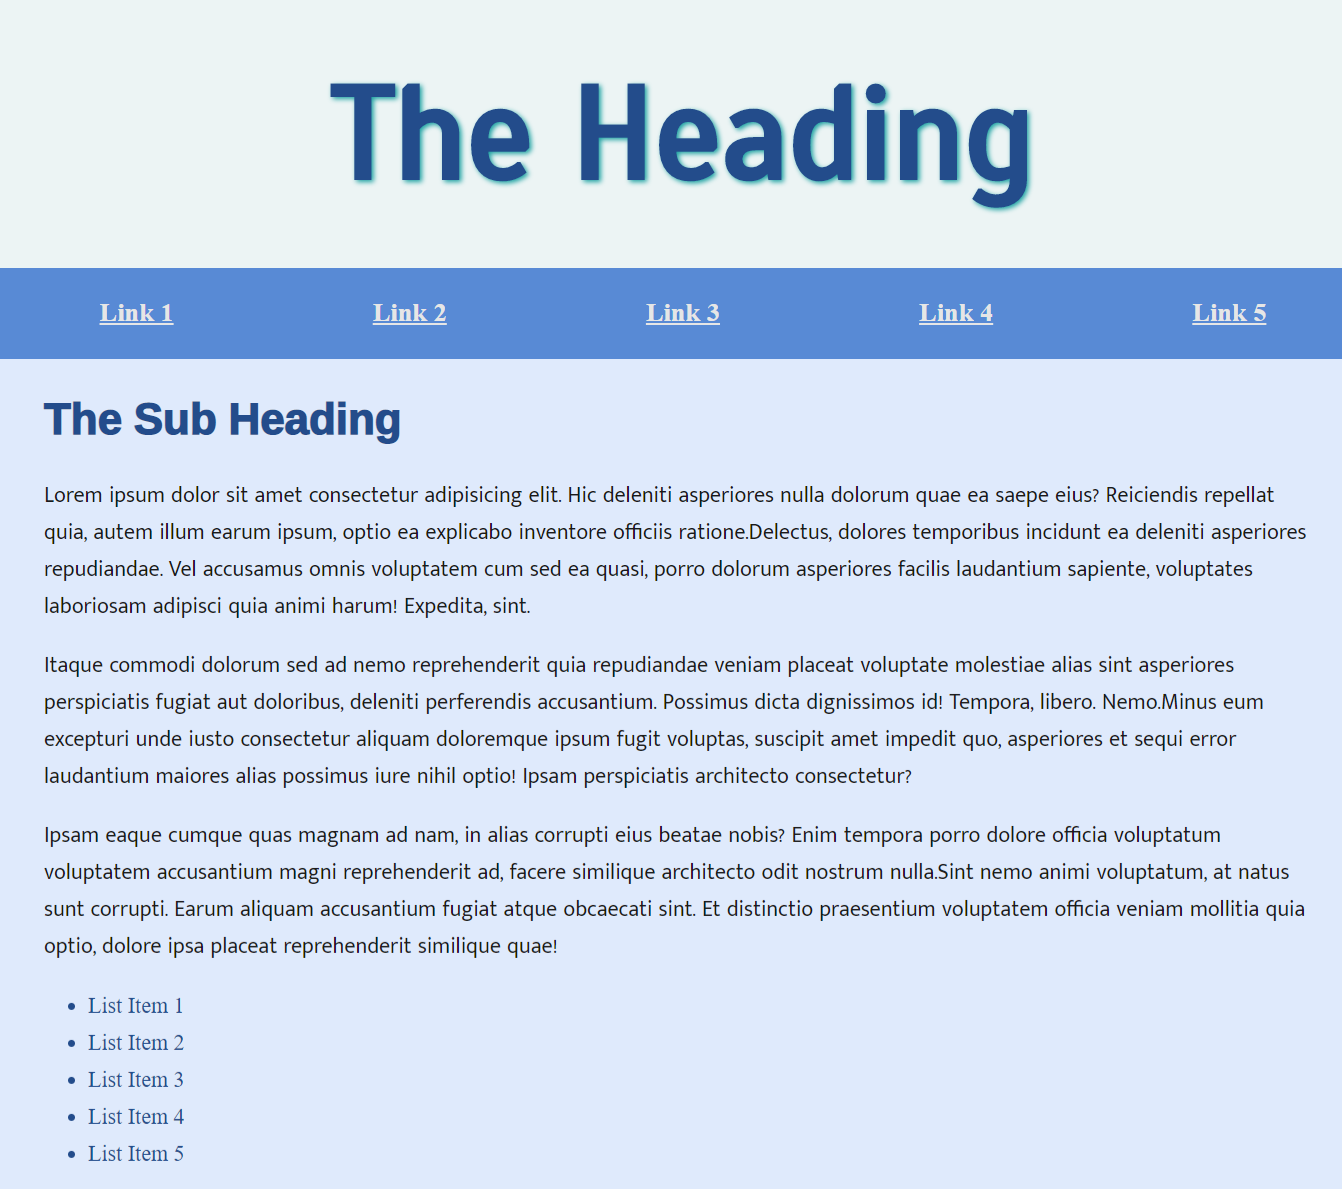 The Heading
Link 1 Link 2 Link 3 Link 4 Link 5
The Sub Heading
Lorem ipsum dolor sit amet consectetur adipisicing elit. Hic deleniti asperiores nulla dolorum quae ea saepe eius? Reiciendis repellat
quia, autem illum earum ipsum, optio ea explicabo inventore officiis ratione.Delectus, dolores temporibus incidunt ea deleniti asperiores
repudiandae. Vel accusamus omnis voluptatem cum sed ea quasi, porro dolorum asperiores facilis laudantium sapiente, voluptates
laboriosam adipisci quia animi harum! Expedita, sint.
Itaque commodi dolorum sed ad nemo reprehenderit quia repudiandae veniam placeat voluptate molestiae alias sint asperiores
perspiciatis fugiat aut doloribus, deleniti perferendis accusantium. Possimus dicta dignissimos id! Tempora, libero. Nemo.Minus eum
excepturi unde iusto consectetur aliquam doloremque ipsum fugit voluptas, suscipit amet impedit quo, asperiores et sequi error
laudantium maiores alias possimus iure nihil optio! Ipsam perspiciatis architecto consectetur?
Ipsam eaque cumque quas magnam ad nam, in alias corrupti eius beatae nobis? Enim tempora porro dolore officia voluptatum
voluptatem accusantium magni reprehenderit ad, facere similique architecto odit nostrum nulla.Sint nemo animi voluptatum, at natus
sunt corrupti. Earum aliquam accusantium fugiat atque obcaecati sint. Et distinctio praesentium voluptatem officia veniam mollitia quia
optio, dolore ipsa placeat reprehenderit similique quae!
• List Item 1
• List Item 2
• List Item 3
• List Item 4
• List Item 5